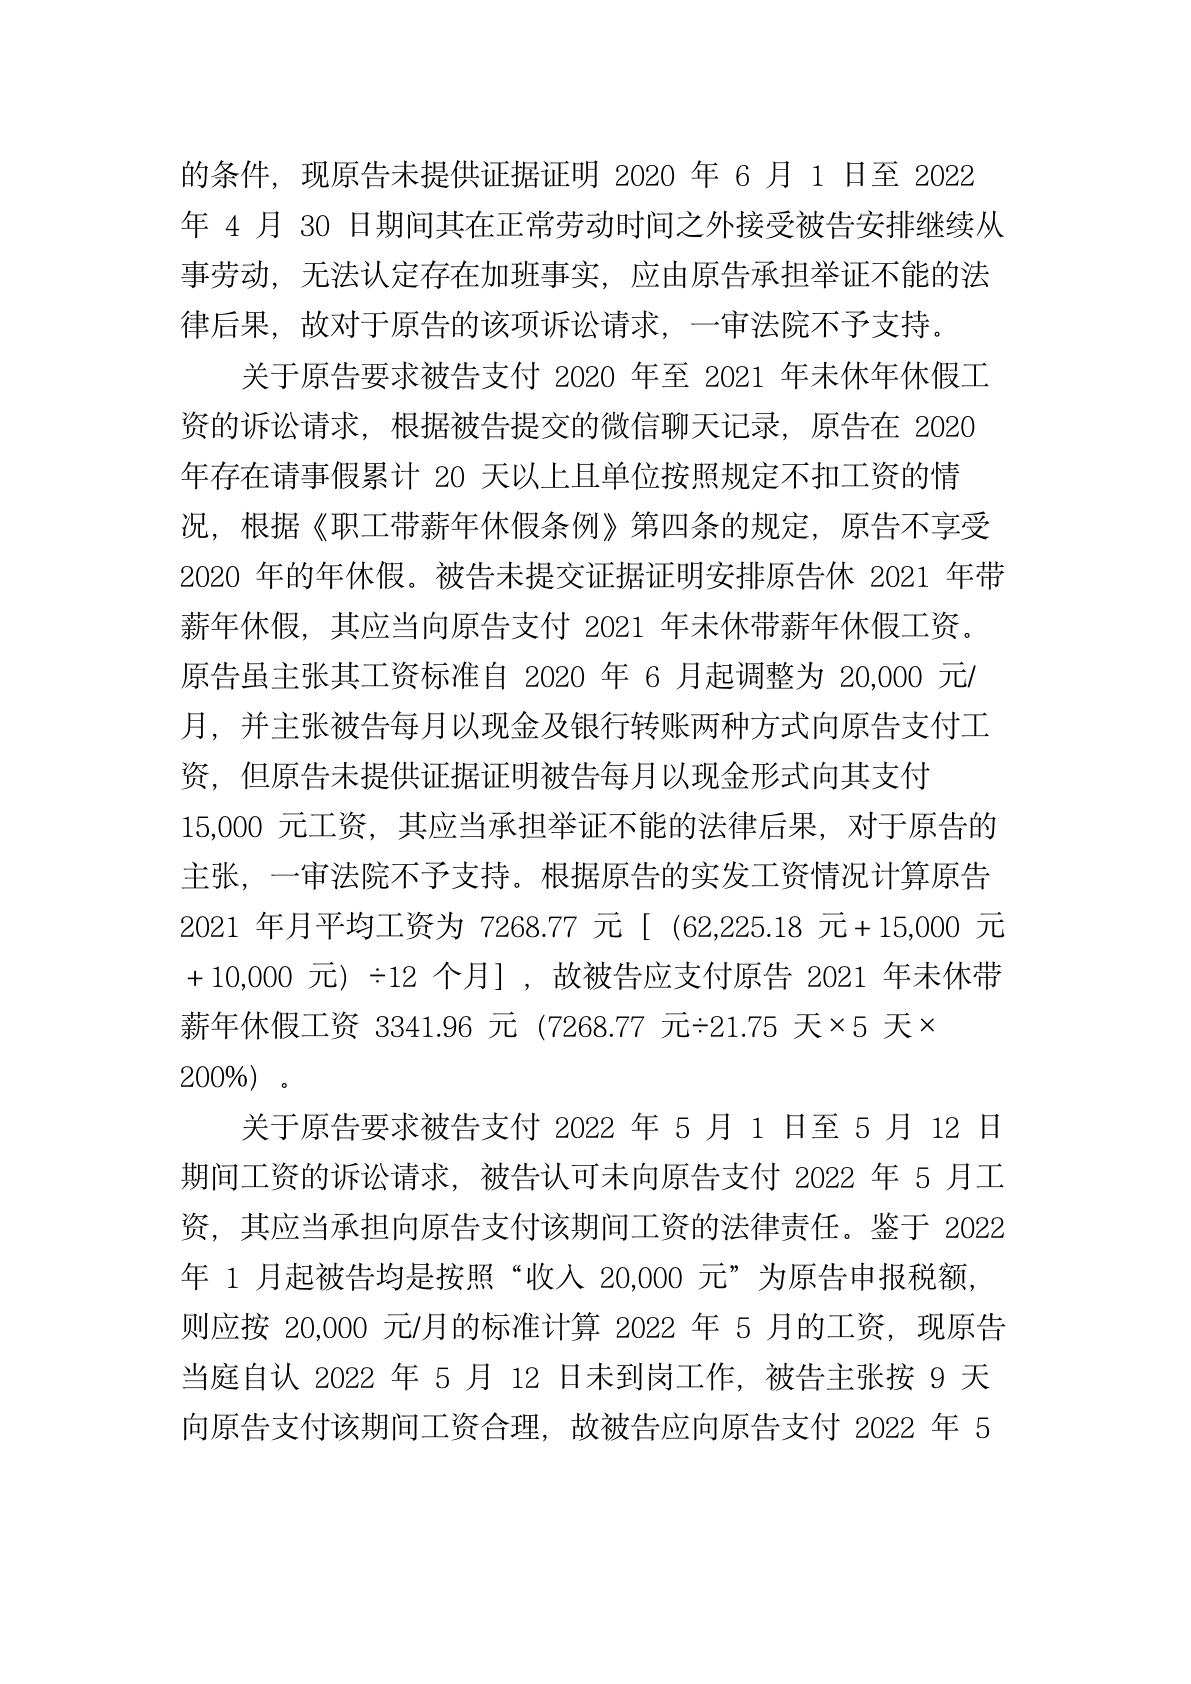 的条件，现原告未提供证据证明 2020 年 6 月 1 日至 2022
年 4 月 30 日期间其在正常劳动时间之外接受被告安排继续从
事劳动，无法认定存在加班事实，应由原告承担举证不能的法
律后果，故对于原告的该项诉讼请求，一审法院不予支持。
关于原告要求被告支付 2020 年至 2021 年未休年休假工
资的诉讼请求，根据被告提交的微信聊天记录，原告在 2020
年存在请事假累计 20 天以上且单位按照规定不扣工资的情
况，根据《职工带薪年休假条例》第四条的规定，原告不享受
2020 年的年休假。被告未提交证据证明安排原告休 2021 年带
薪年休假，其应当向原告支付 2021 年未休带薪年休假工资。
原告虽主张其工资标准自 2020 年 6 月起调整为 20,000 元/
月，并主张被告每月以现金及银行转账两种方式向原告支付工
资，但原告未提供证据证明被告每月以现金形式向其支付
15,000 元工资，其应当承担举证不能的法律后果，对于原告的
主张，一审法院不予支持。根据原告的实发工资情况计算原告
2021 年月平均工资为 7268.77 元［（62,225.18 元＋15,000 元
＋10,000 元）÷12 个月］，故被告应支付原告 2021 年未休带
薪年休假工资 3341.96 元（7268.77 元÷21.75 天×5 天×
200%）。
关于原告要求被告支付 2022 年 5 月 1 日至 5 月 12 日
期间工资的诉讼请求，被告认可未向原告支付 2022 年 5 月工
资，其应当承担向原告支付该期间工资的法律责任。鉴于 2022
年 1 月起被告均是按照“收入 20,000 元”为原告申报税额，
则应按 20,000 元/月的标准计算 2022 年 5 月的工资，现原告
当庭自认 2022 年 5 月 12 日未到岗工作，被告主张按 9 天
向原告支付该期间工资合理，故被告应向原告支付 2022 年 5